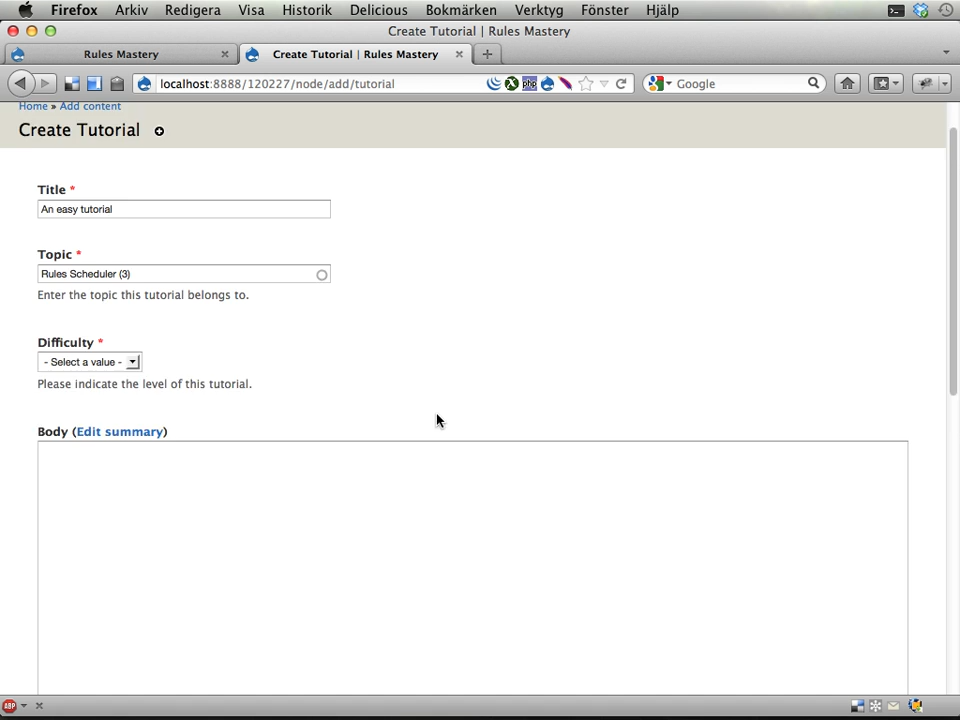 Firefox Arkiv Redigera Visa Historik Delicious Bokmärken Verktyg Fönster Hjälp
Create Tutorial | Rules Mastery
Rules Mastery
Create Tutorial | Rules Mastery
localhost:8888/120227/node/add/tutorial
php
Google
Home » Add content
Create Tutorial
Title *
An easy tutorial
Topic *
Rules Scheduler (3)
Enter the topic this tutorial belongs to.
Difficulty *
- Select a value -
Please indicate the level of this tutorial.
Body (Edit summary)
ABP